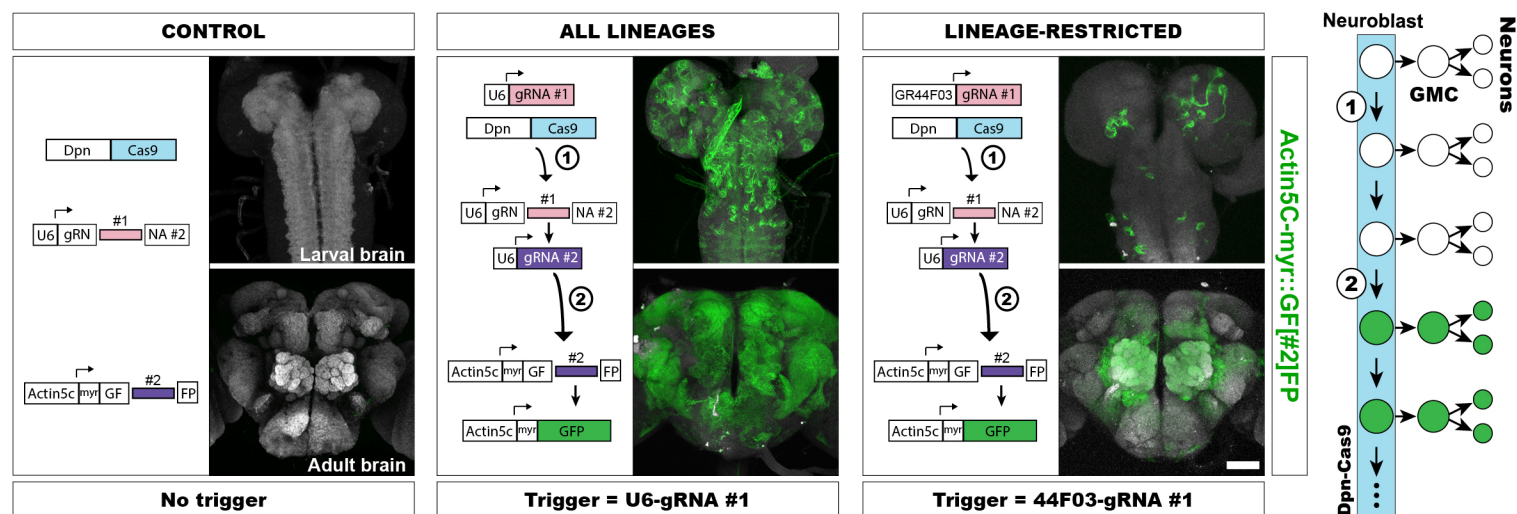 CONTROL
Dpn Cas9
#1
U6 gRN NA #2
#2
Actin5c myr GF FP
Larval brain
Adult brain
No trigger
ALL LINEAGES
U6 gRNA #1
Dpn Cas9
1
#1
U6 gRN NA #2
U6 gRNA #2
2
#2
Actin5c myr GF FP
Actin5c myr GFP
Trigger = U6-gRNA #1
LINEAGE-RESTRICTED
GR44F03 gRNA #1
Dpn Cas9
1
#1
U6 gRN NA #2
U6 gRNA #2
2
#2
Actin5c myr GF FP
Actin5c myr GFP
Trigger = 44F03-gRNA #1
Actin5C-myr::GF[#2]FP
Neuroblast
GMC
Neurons
1
2
Dpn-Cas9